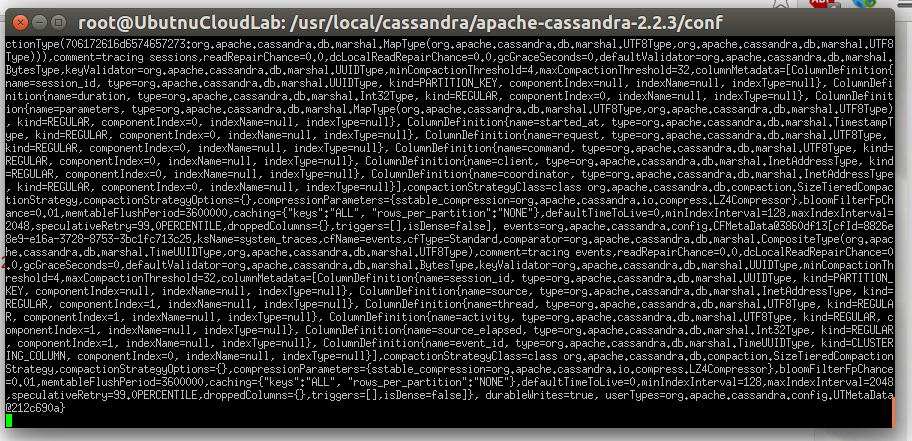 root@UbutnuCloudLab: /usr/local/cassandra/apache-cassandra-2.2.3/conf
ctionType(706172616d6574657273:org.apache.cassandra.db.marshal.MapType(org.apache.cassandra.db.marshal.UTF8Type,org.apache.cassandra.db.marshal.UTF8
Type))),comment=tracing sessions,readRepairChance=0.0,dcLocalReadRepairChance=0.0,gcGraceSeconds=0,defaultValidator=org.apache.cassandra.db.marshal.
BytesType,keyValidator=org.apache.cassandra.db.marshal.UUIDType,minCompactionThreshold=4,maxCompactionThreshold=32,columnMetadata=[ColumnDefinition{
name=session_id, type=org.apache.cassandra.db.marshal.UUIDType, kind=PARTITION_KEY, componentIndex=null, indexName=null, indexType=null}, ColumnDefi
nition{name=duration, type=org.apache.cassandra.db.marshal.Int32Type, kind=REGULAR, componentIndex=0, indexName=null, indexType=null}, ColumnDefinit
ion{name=parameters, type=org.apache.cassandra.db.marshal.MapType(org.apache.cassandra.db.marshal.UTF8Type,org.apache.cassandra.db.marshal.UTF8Type)
, kind=REGULAR, componentIndex=0, indexName=null, indexType=null}, ColumnDefinition{name=started_at, type=org.apache.cassandra.db.marshal.TimestampT
ype, kind=REGULAR, componentIndex=0, indexName=null, indexType=null}, ColumnDefinition{name=request, type=org.apache.cassandra.db.marshal.UTF8Type,
kind=REGULAR, componentIndex=0, indexName=null, indexType=null}, ColumnDefinition{name=command, type=org.apache.cassandra.db.marshal.UTF8Type, kind=
REGULAR, componentIndex=0, indexName=null, indexType=null}, ColumnDefinition{name=client, type=org.apache.cassandra.db.marshal.InetAddressType, kind
=REGULAR, componentIndex=0, indexName=null, indexType=null}, ColumnDefinition{name=coordinator, type=org.apache.cassandra.db.marshal.InetAddressType
, kind=REGULAR, componentIndex=0, indexName=null, indexType=null}],compactionStrategyClass=class org.apache.cassandra.db.compaction.SizeTieredCompac
tionStrategy,compactionStrategyOptions={},compressionParameters={sstable_compression=org.apache.cassandra.io.compress.LZ4Compressor},bloomFilterFpCh
ance=0.01,memtableFlushPeriod=3600000,caching={"keys":"ALL", "rows_per_partition":"NONE"},defaultTimeToLive=0,minIndexInterval=128,maxIndexInterval=
2048,speculativeRetry=99.0PERCENTILE,droppedColumns={},triggers=[],isDense=false], events=org.apache.cassandra.config.CFMetaData@3860df13[cfId=8826e
8e9-e16a-3728-8753-3bc1fc713c25,ksName=system_traces,cfName=events,cfType=Standard,comparator=org.apache.cassandra.db.marshal.CompositeType(org.apac
he.cassandra.db.marshal.TimeUUIDType,org.apache.cassandra.db.marshal.UTF8Type),comment=tracing events,readRepairChance=0.0,dcLocalReadRepairChance=0
.0,gcGraceSeconds=0,defaultValidator=org.apache.cassandra.db.marshal.BytesType,keyValidator=org.apache.cassandra.db.marshal.UUIDType,minCompactionTh
reshold=4,maxCompactionThreshold=32,columnMetadata=[ColumnDefinition{name=session_id, type=org.apache.cassandra.db.marshal.UUIDType, kind=PARTITION_
KEY, componentIndex=null, indexName=null, indexType=null}, ColumnDefinition{name=source, type=org.apache.cassandra.db.marshal.InetAddressType, kind=
REGULAR, componentIndex=1, indexName=null, indexType=null}, ColumnDefinition{name=thread, type=org.apache.cassandra.db.marshal.UTF8Type, kind=REGULA
R, componentIndex=1, indexName=null, indexType=null}, ColumnDefinition{name=activity, type=org.apache.cassandra.db.marshal.UTF8Type, kind=REGULAR, c
omponentIndex=1, indexName=null, indexType=null}, ColumnDefinition{name=source_elapsed, type=org.apache.cassandra.db.marshal.Int32Type, kind=REGULAR
, componentIndex=1, indexName=null, indexType=null}, ColumnDefinition{name=event_id, type=org.apache.cassandra.db.marshal.TimeUUIDType, kind=CLUSTER
ING_COLUMN, componentIndex=0, indexName=null, indexType=null}],compactionStrategyClass=class org.apache.cassandra.db.compaction.SizeTieredCompaction
Strategy,compactionStrategyOptions={},compressionParameters={sstable_compression=org.apache.cassandra.io.compress.LZ4Compressor},bloomFilterFpChance
=0.01,memtableFlushPeriod=3600000,caching={"keys":"ALL", "rows_per_partition":"NONE"},defaultTimeToLive=0,minIndexInterval=128,maxIndexInterval=2048
,speculativeRetry=99.0PERCENTILE,droppedColumns={},triggers=[],isDense=false]}, durableWrites=true, userTypes=org.apache.cassandra.config.UTMetaData
@212c690a}